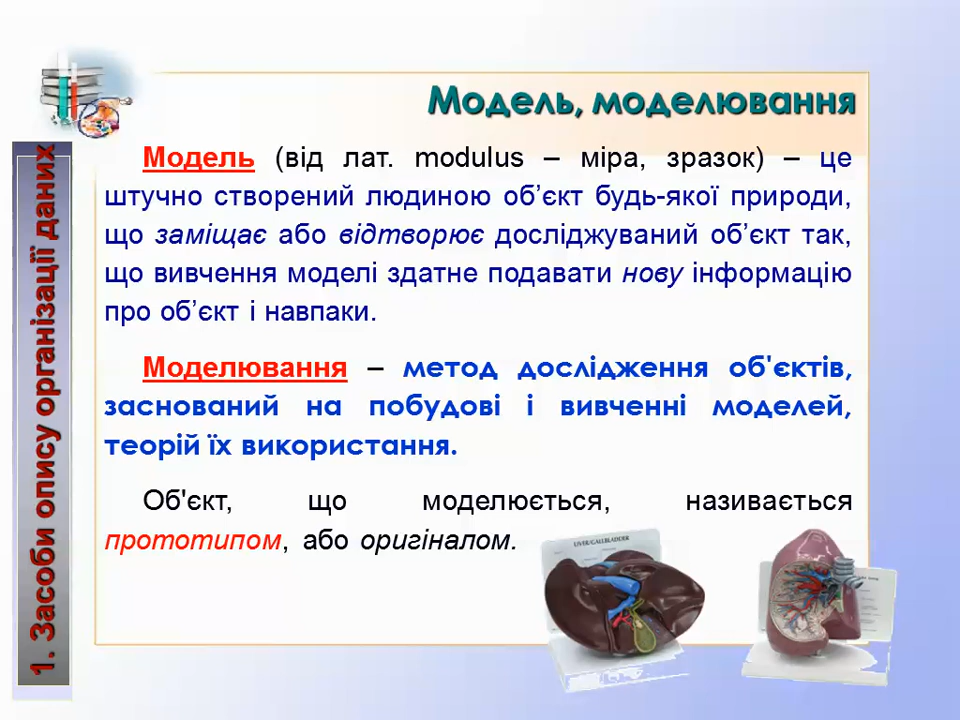 Модель, моделювання
1. Засоби опису організації даних
Модель (від лат. modulus – міра, зразок) – це
штучно створений людиною об’єкт будь-якої природи,
що заміщає або відтворює досліджуваний об’єкт так,
що вивчення моделі здатне подавати нову інформацію
про об’єкт і навпаки.
Моделювання – метод дослідження об'єктів,
заснований на побудові і вивченні моделей,
теорій їх використання.
Об'єкт, що моделюється, називається
прототипом, або оригіналом.
LIVER/GALLBLADDER